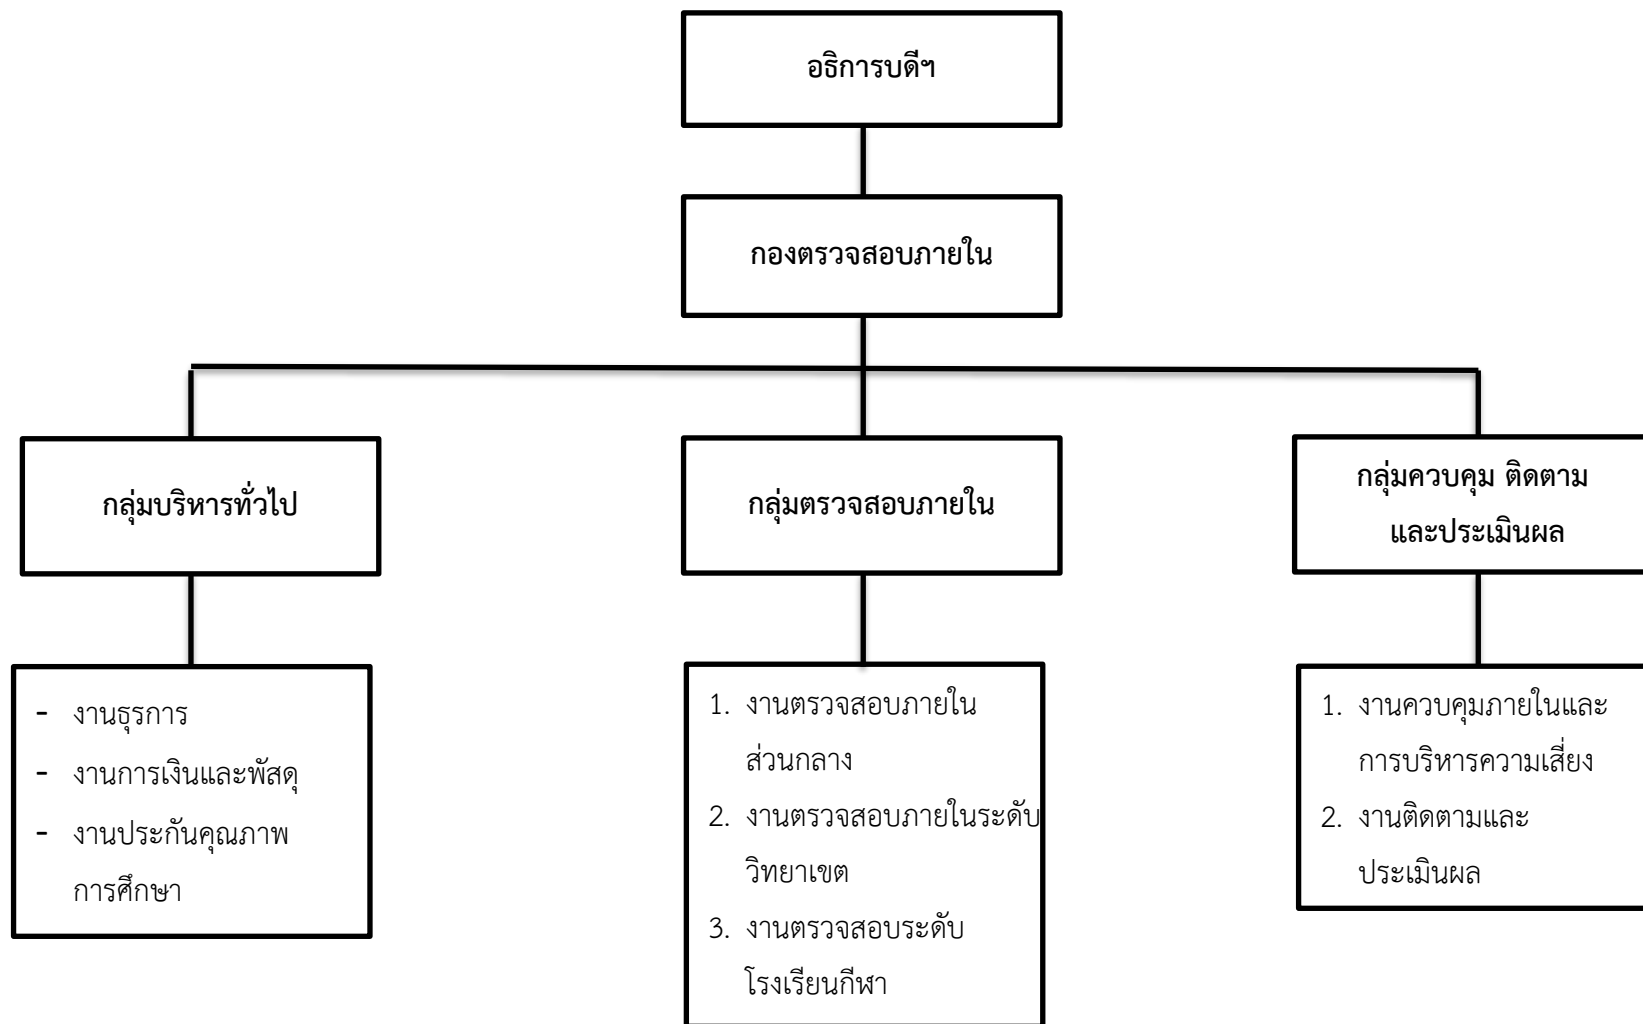 อธิการบดีฯ
กองตรวจสอบภายใน
กลุ่มบริหารทั่วไป
กลุ่มตรวจสอบภายใน
กลุ่มควบคุม ติดตาม
และประเมินผล
- งานธุรการ
- งานการเงินและพัสดุ
- งานประกันคุณภาพ
การศึกษา
1. งานตรวจสอบภายใน
ส่วนกลาง
2. งานตรวจสอบภายในระดับ
วิทยาเขต
3. งานตรวจสอบระดับ
โรงเรียนกีฬา
1. งานควบคุมภายในและ
การบริหารความเสี่ยง
2. งานติดตามและ
ประเมินผล